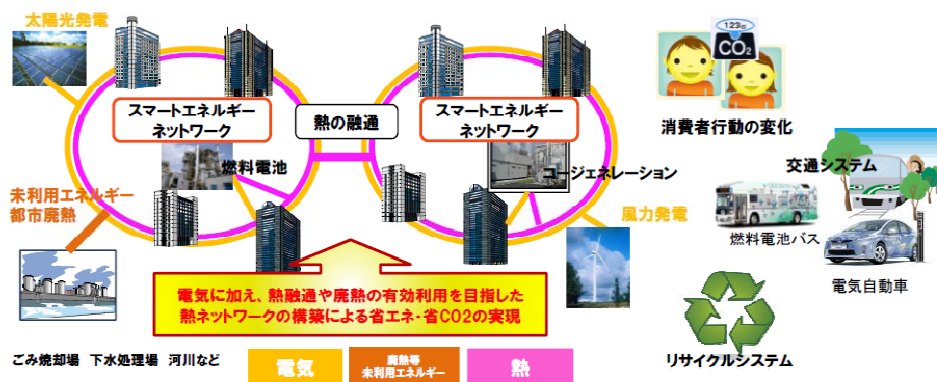 太陽光発電
スマートエネルギー
ネットワーク
熱の融通
スマートエネルギー
ネットワーク
123kg
CO2
消費者行動の変化
燃料電池
コージェネレーション
交通システム
未利用エネルギー
都市廃熱
風力発電
燃料電池バス
電気自動車
電気に加え、熱融通や廃熱の有効利用を目指した
熱ネットワークの構築による省エネ・省CO2の実現
ごみ焼却場 下水処理場 河川など
電気
廃熱等
未利用エネルギー
熱
リサイクルシステム